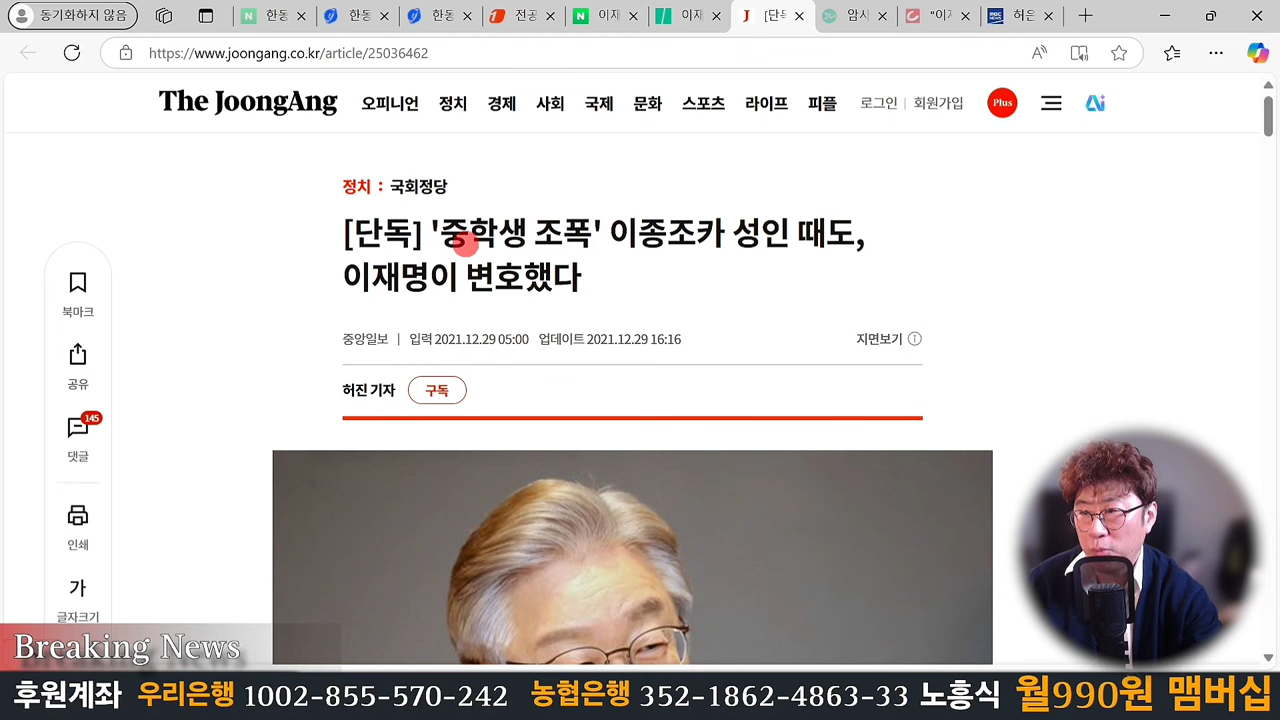 동기화하지 않음
한동
한동
한동
전공
이재
이재
[단독
암시
"이기
허은
https://www.joongang.co.kr/article/25036462
The JoongAng 오피니언 정치 경제 사회 국제 문화 스포츠 라이프 피플 로그인 | 회원가입 Plus
정치 : 국회정당
[단독] '중학생 조폭' 이종조카 성인 때도,
이재명이 변호했다
중앙일보 | 입력 2021.12.29 05:00 업데이트 2021.12.29 16:16 지면보기
허진 기자 구독
북마크
공유
145
댓글
인쇄
가
글자크기
Breaking News
후원계좌 우리은행 1002-855-570-242 농협은행 352-1862-4863-33 노흥식 월990원 맴버십